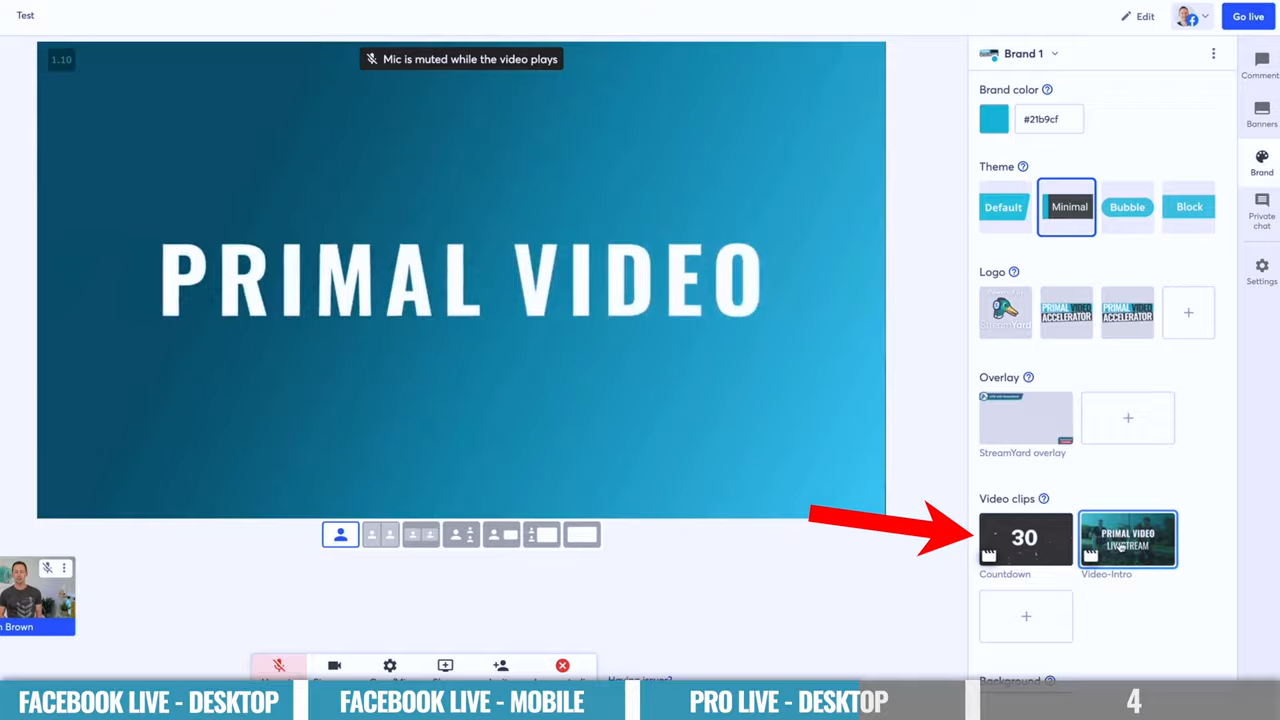 Test
Edit
Go live
1.10
Mic is muted while the video plays
PRIMAL VIDEO
Brand 1
Brand color
#21b9cf
Theme
Default
Minimal
Bubble
Block
Logo
StreamYard
PRIMAL VIDEO
ACCELERATOR
PRIMAL VIDEO
ACCELERATOR
Overlay
StreamYard overlay
Video clips
30
PRIMAL VIDEO
LIVESTREAM
Countdown
Video-Intro
Background
Comment
Banners
Brand
Private
chat
Settings
n Brown
FACEBOOK LIVE - DESKTOP
FACEBOOK LIVE - MOBILE
PRO LIVE - DESKTOP
4